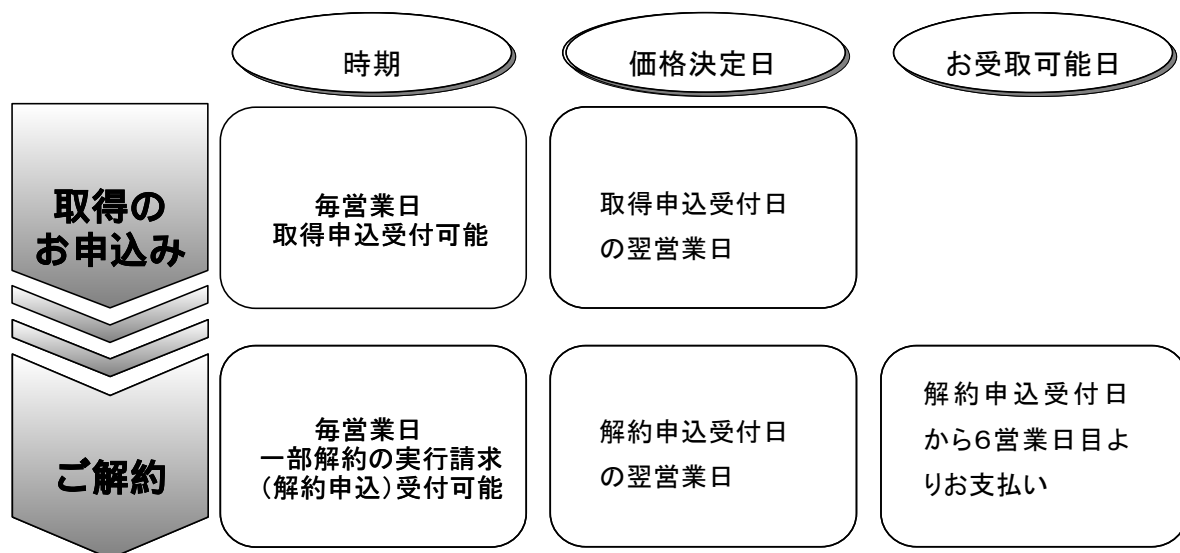 時期
価格決定日
お受取可能日
取得の
お申込み
毎営業日
取得申込受付可能
取得申込受付日
の翌営業日
ご解約
毎営業日
一部解約の実行請求
(解約申込)受付可能
解約申込受付日
の翌営業日
解約申込受付日
から6営業日目よ
りお支払い